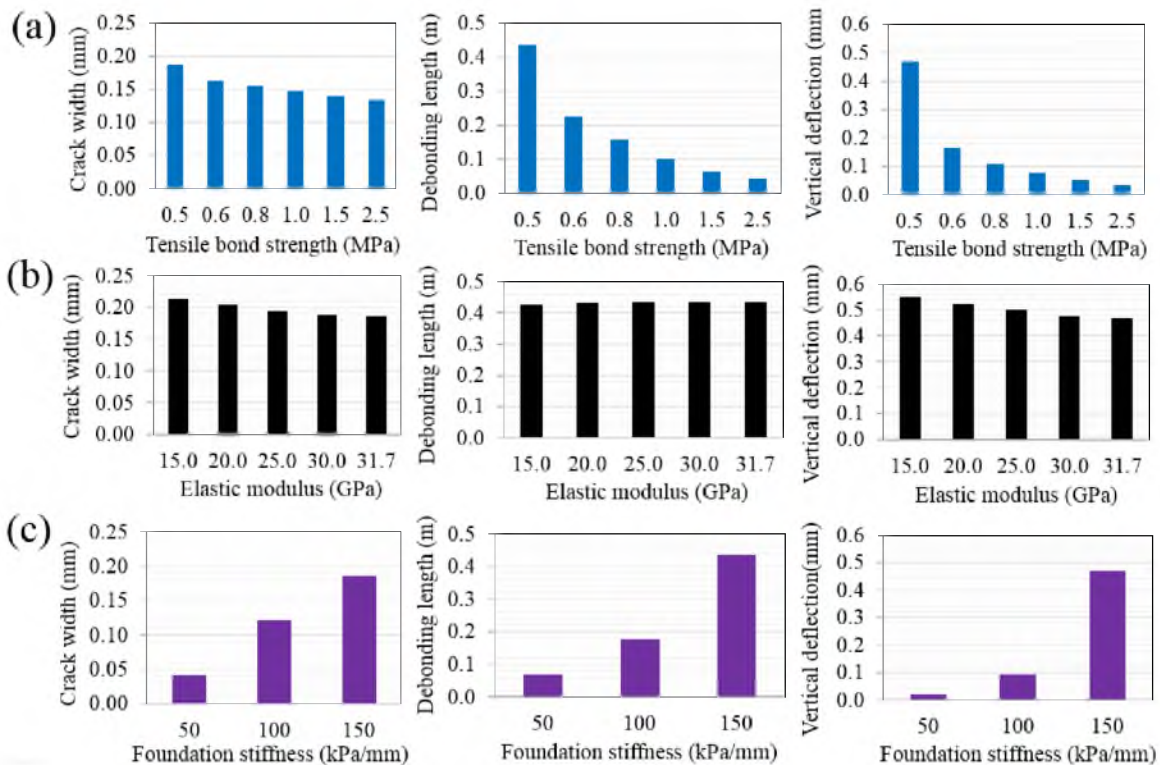 (a)
Crack width (mm)
0.25
0.20
0.15
0.10
0.05
0.00
0.5 0.6 0.8 1.0 1.5 2.5
Tensile bond strength (MPa)
Debonding length (m)
0.5
0.4
0.3
0.2
0.1
0.0
0.5 0.6 0.8 1.0 1.5 2.5
Tensile bond strength (MPa)
Vertical deflection (mm
0.6
0.5
0.4
0.3
0.2
0.1
0.0
0.5 0.6 0.8 1.0 1.5 2.5
Tensile bond strength (MPa)
(b)
Crack width (mm)
0.25
0.20
0.15
0.10
0.05
0.00
15.0 20.0 25.0 30.0 31.7
Elastic modulus (GPa)
Debonding length (m)
0.5
0.4
0.3
0.2
0.1
0.0
15.0 20.0 25.0 30.0 31.7
Elastic modulus (GPa)
Vertical deflection (mm)
0.6
0.5
0.4
0.3
0.2
0.1
0.0
15.0 20.0 25.0 30.0 31.7
Elastic modulus (GPa)
(c)
Crack width (mm)
0.25
0.20
0.15
0.10
0.05
0.00
50 100 150
Foundation stiffness (kPa/mm)
Debonding length (m)
0.5
0.4
0.3
0.2
0.1
0.0
50 100 150
Foundation stiffness (kPa/mm)
Vertical deflection(mm)
0.6
0.5
0.4
0.3
0.2
0.1
0.0
50 100 150
Foundation stiffness (kPa/mm)